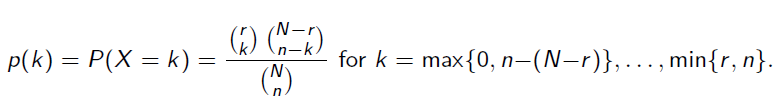 p(k) = P(X = k) = \frac{\binom{r}{k} \binom{N-r}{n-k}}{\binom{N}{n}} for k = max{0, n−(N−r)}, . . . , min{r, n}.